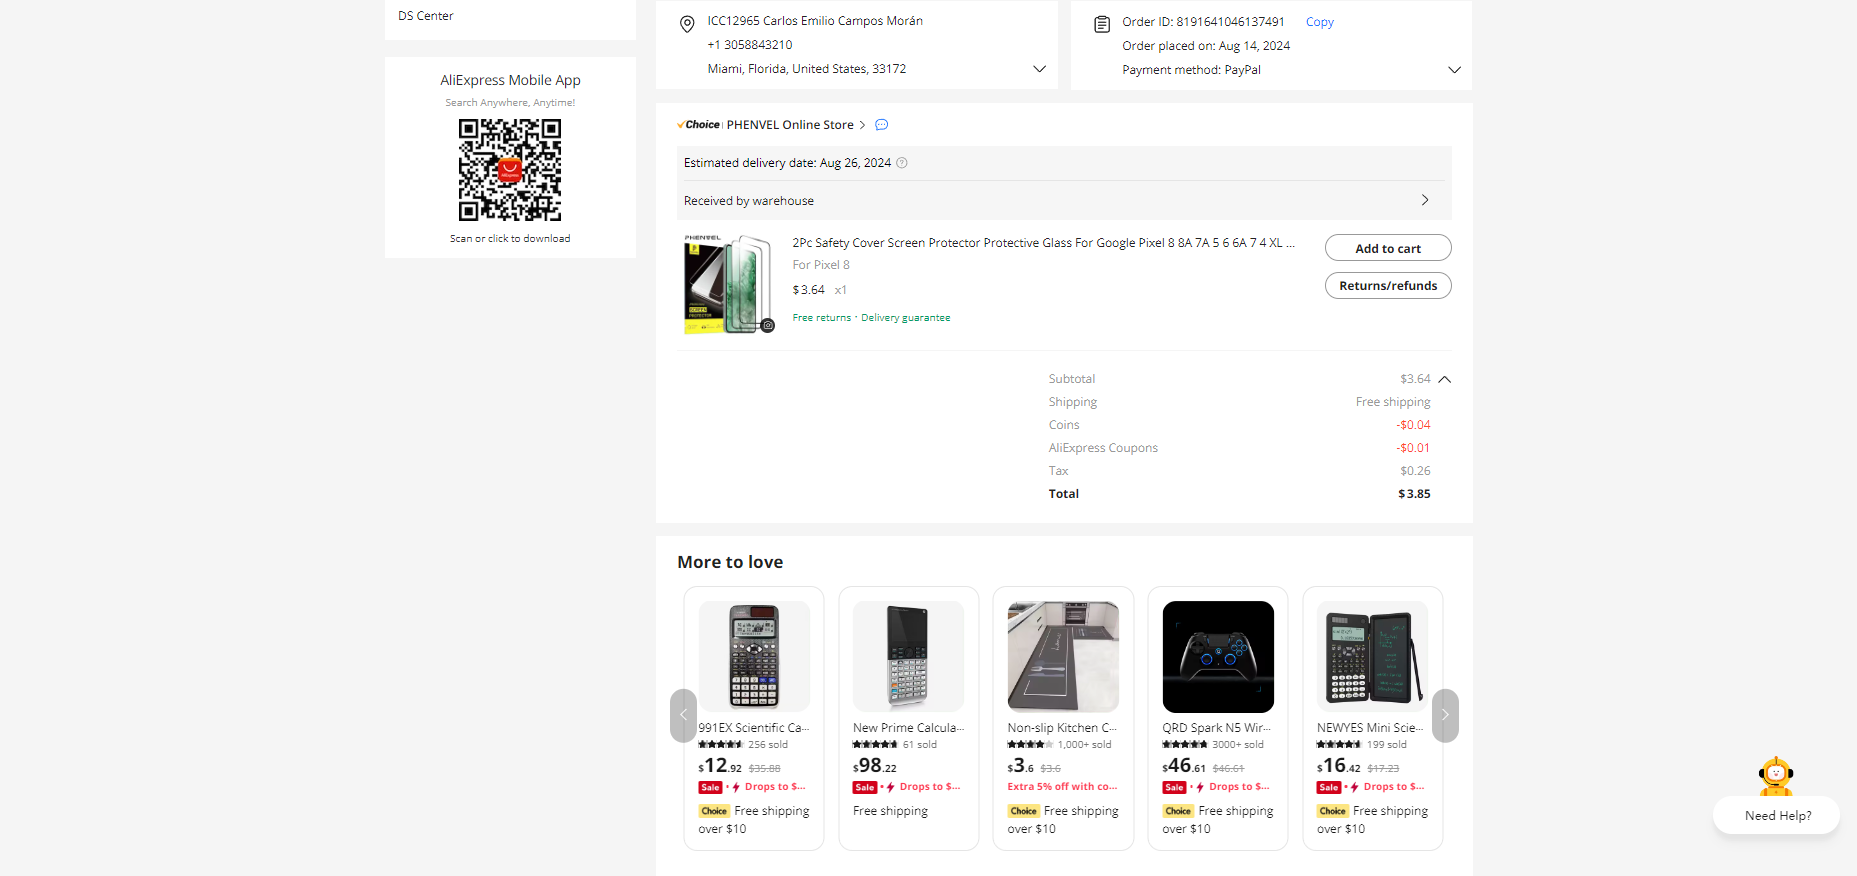 DS Center
AliExpress Mobile App
Search Anywhere, Anytime!
AliExpress
Scan or click to download
ICC12965 Carlos Emilio Campos Morán
+1 3058843210
Miami, Florida, United States, 33172
Order ID: 8191641046137491 Copy
Order placed on: Aug 14, 2024
Payment method: PayPal
Choice PHENVEL Online Store
Estimated delivery date: Aug 26, 2024
Received by warehouse
PHENVEL
SCREEN
PROTECTOR
2Pc Safety Cover Screen Protector Protective Glass For Google Pixel 8 8A 7A 5 6 6A 7 4 XL ...
For Pixel 8
$3.64 x1
Free returns · Delivery guarantee
Add to cart
Returns/refunds
Subtotal $3.64
Shipping Free shipping
Coins -$0.04
AliExpress Coupons -$0.01
Tax $0.26
Total $3.85
More to love
991EX Scientific Ca...
256 sold
$12.92 $35.88
Sale Drops to $...
Choice Free shipping
over $10
New Prime Calcula...
61 sold
$98.22
Sale Drops to $...
Free shipping
Non-slip Kitchen C...
1,000+ sold
$3.6 $3.6
Extra 5% off with co...
Choice Free shipping
over $10
QRD Spark N5 Wir...
3000+ sold
$46.61 $46.61
Sale Drops to $...
Choice Free shipping
over $10
NEWYES Mini Scie...
199 sold
$16.42 $17.23
Sale Drops to $...
Choice Free shipping
over $10
Need Help?